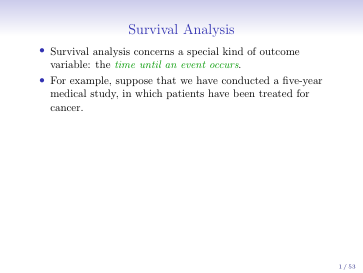 Survival Analysis
• Survival analysis concerns a special kind of outcome
variable: the time until an event occurs.
• For example, suppose that we have conducted a five-year
medical study, in which patients have been treated for
cancer.
1 / 53